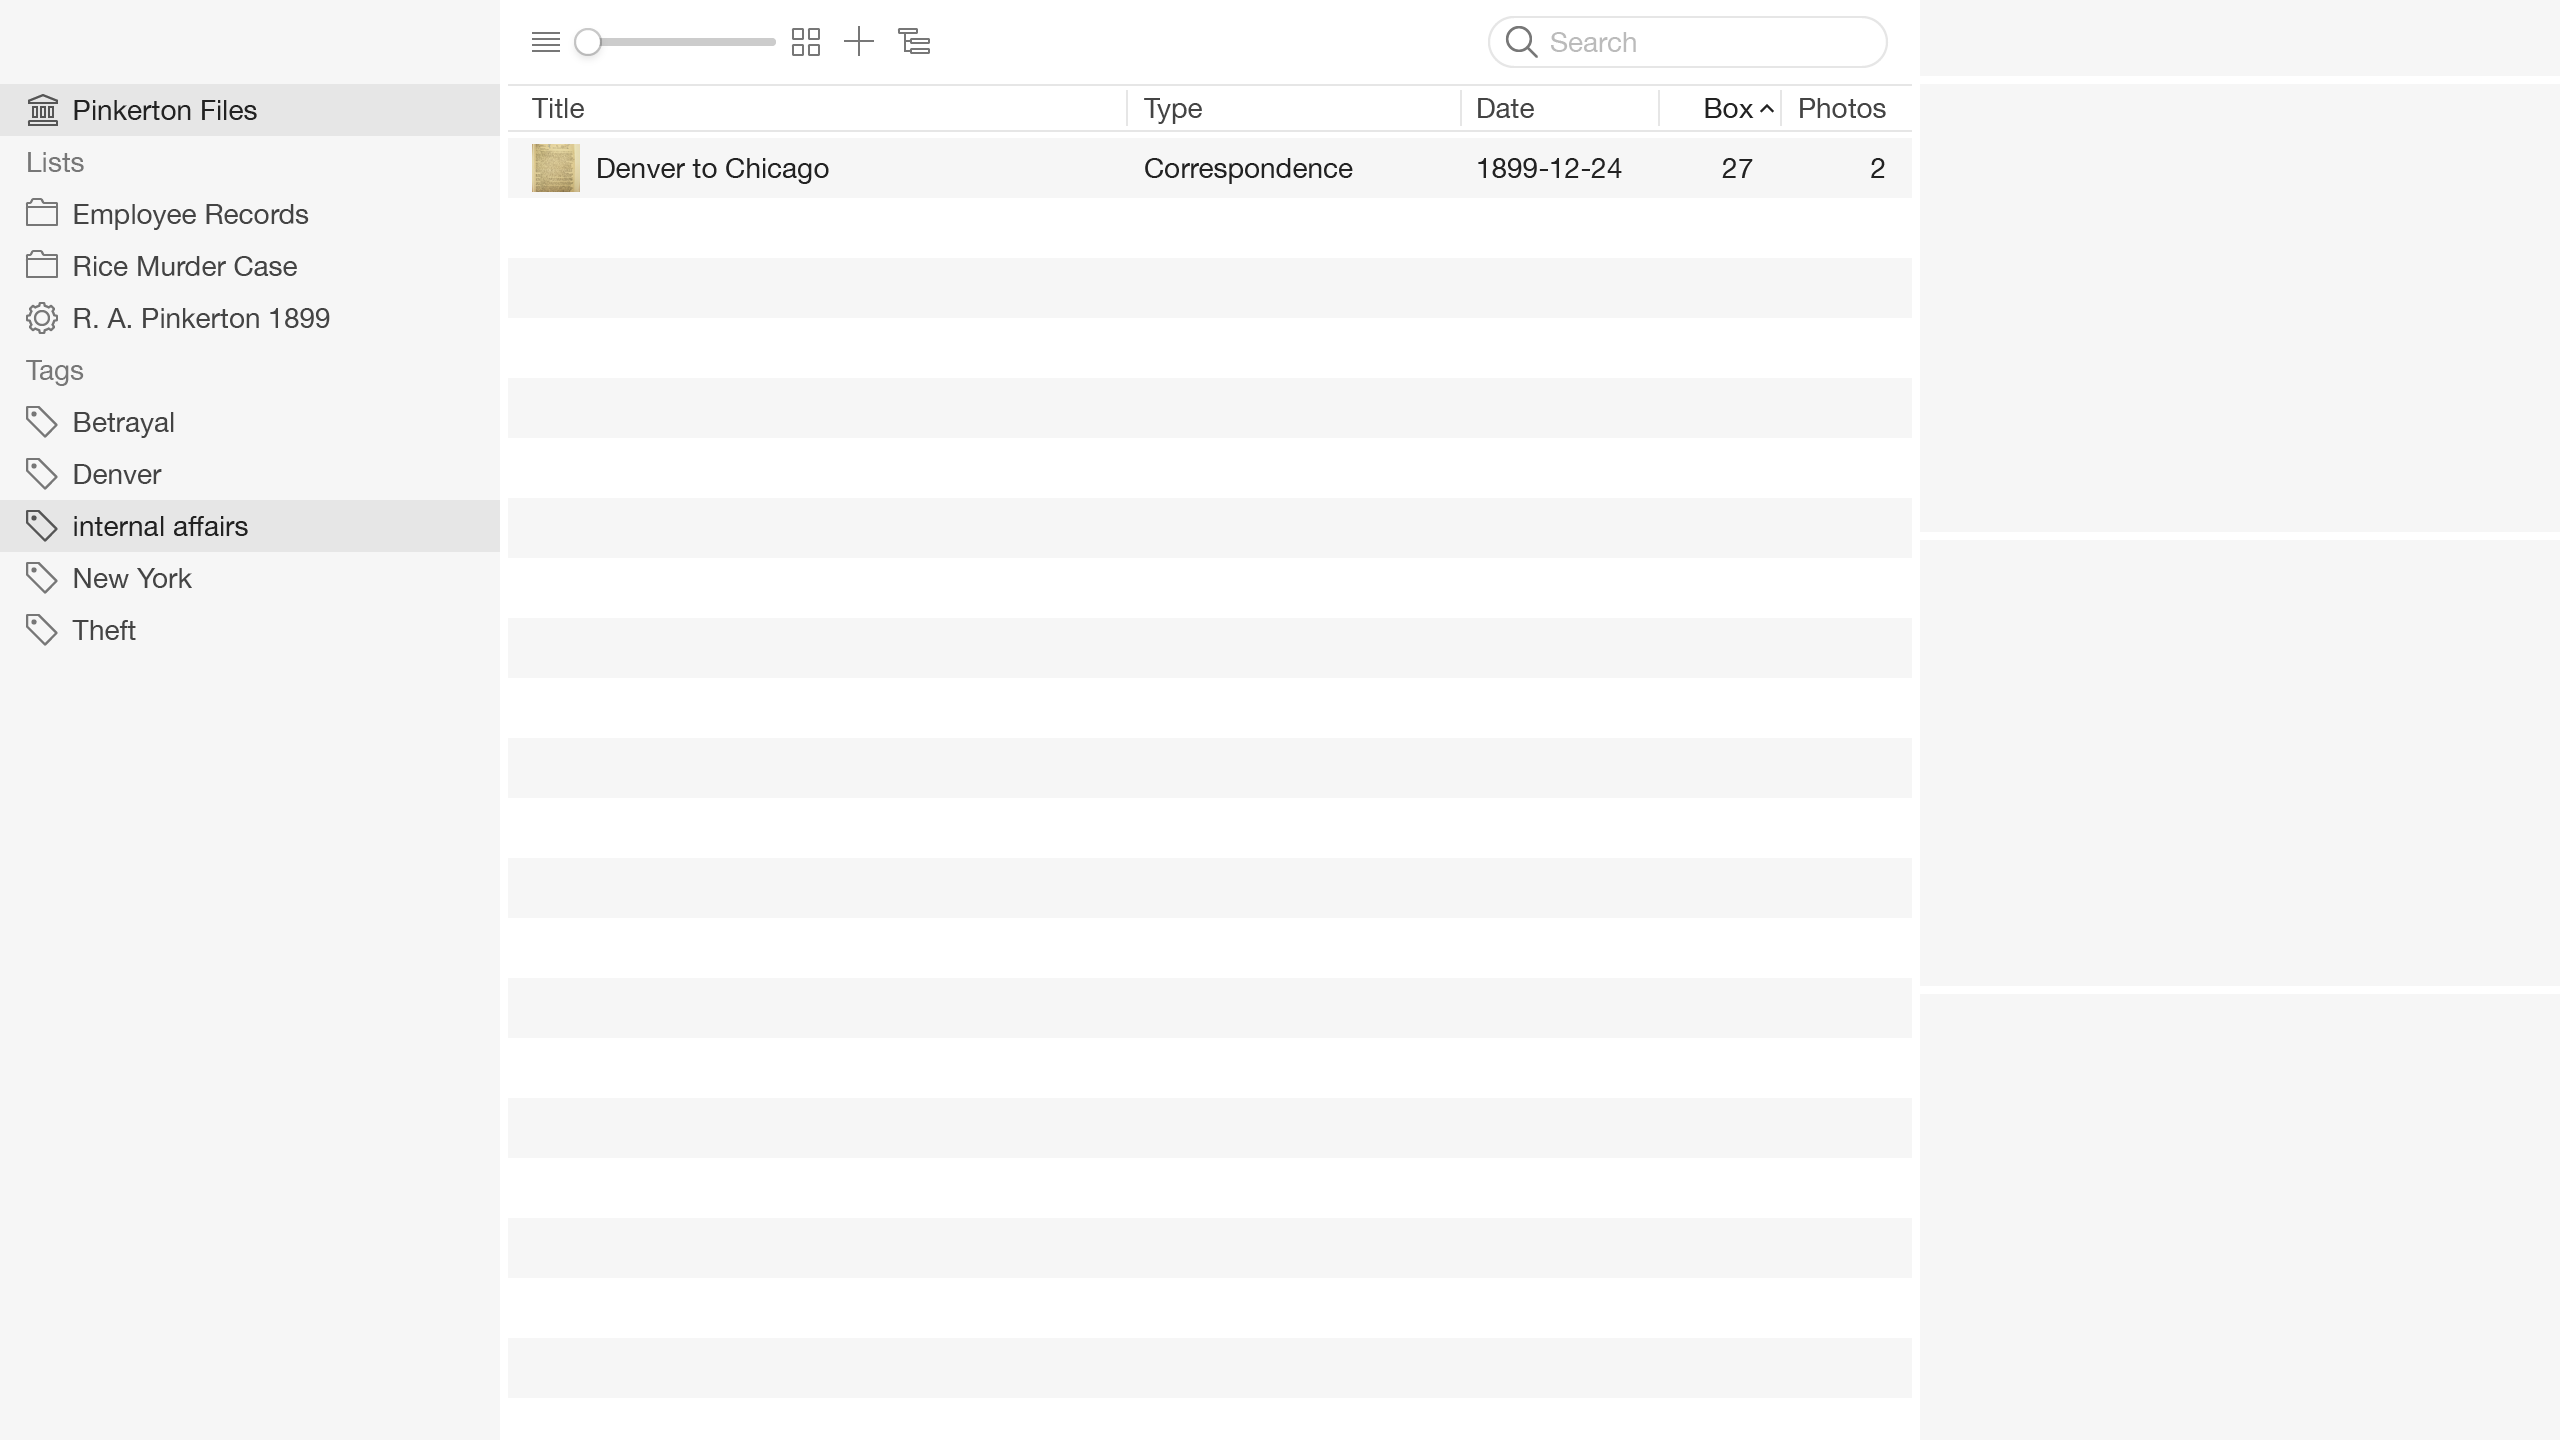 Search
Title Type Date Box Photos
Pinkerton Files
Lists
Employee Records
Rice Murder Case
R. A. Pinkerton 1899
Tags
Betrayal
Denver
internal affairs
New York
Theft
Denver to Chicago Correspondence 1899-12-24 27 2